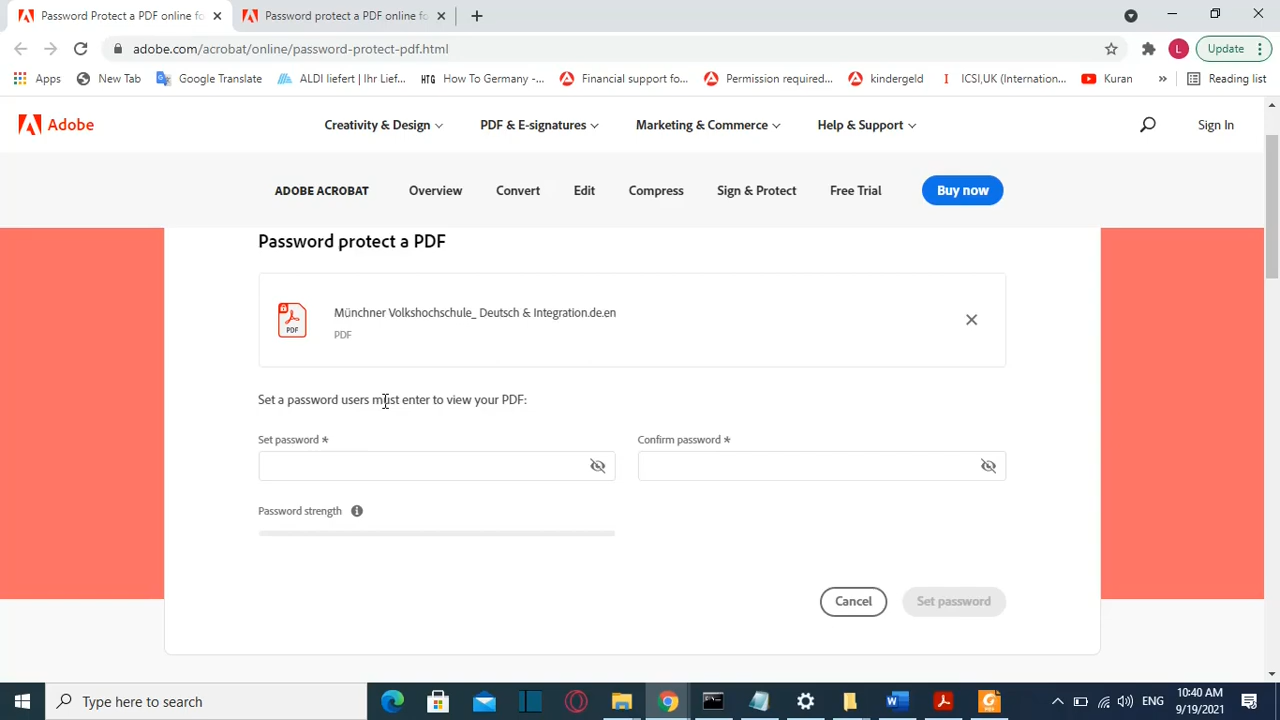 Password Protect a PDF online fo
Password protect a PDF online fo
adobe.com/acrobat/online/password-protect-pdf.html
L
Update
Apps
New Tab
Google Translate
ALDI liefert | Ihr Lief...
HTG How To Germany -...
Financial support fo...
Permission required...
kindergeld
ICSI,UK (Internation...
Kuran
»
Reading list
Adobe
Creativity & Design
PDF & E-signatures
Marketing & Commerce
Help & Support
Sign In
ADOBE ACROBAT
Overview
Convert
Edit
Compress
Sign & Protect
Free Trial
Buy now
Password protect a PDF
Münchner Volkshochschule_ Deutsch & Integration.de.en
PDF
PDF
Set a password users must enter to view your PDF:
Set password *
Confirm password *
Password strength
Cancel
Set password
Type here to search
ENG
10:40 AM
9/19/2021